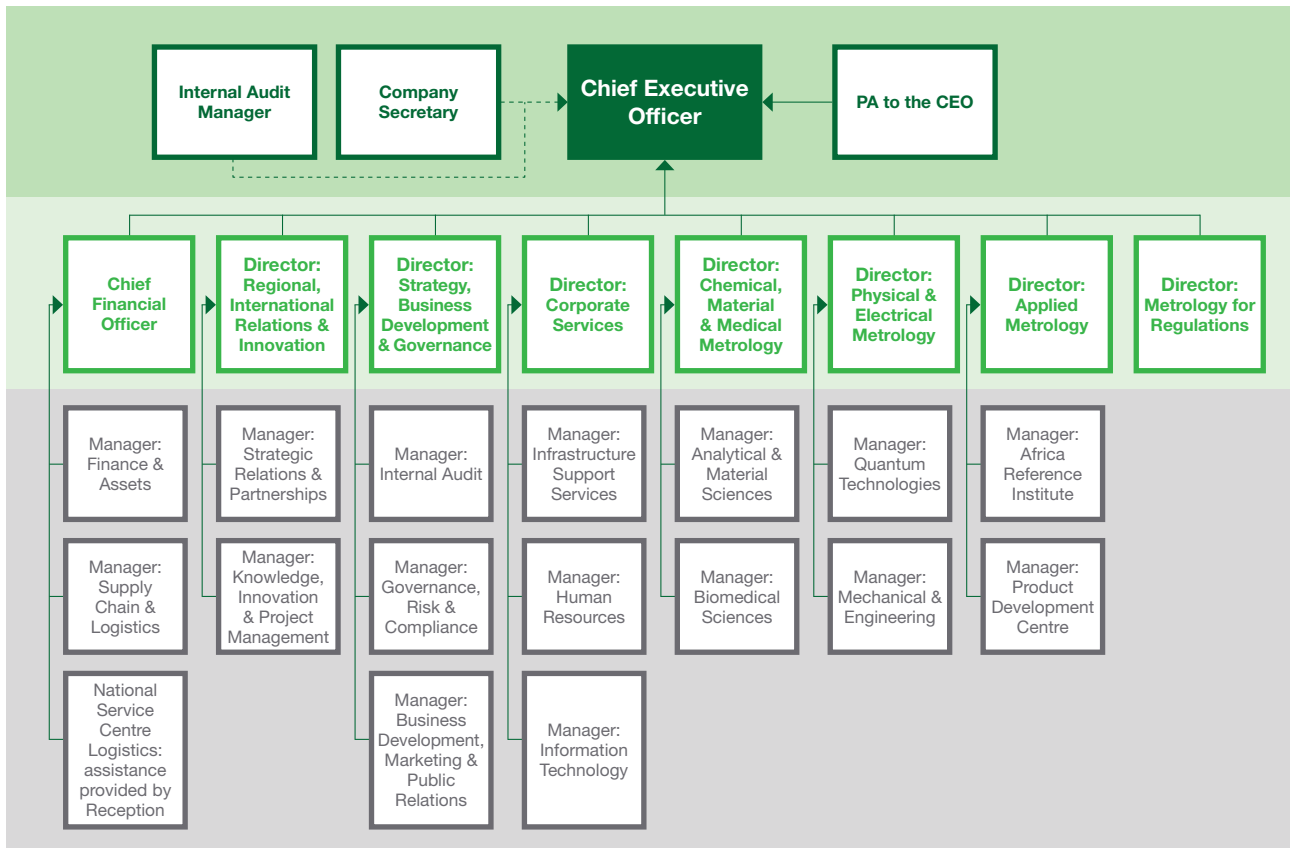 Internal Audit
Manager
Company
Secretary
Chief Executive
Officer
PA to the CEO
Chief
Financial
Officer
Director:
Regional,
International
Relations &
Innovation
Director:
Strategy,
Business
Development
& Governance
Director:
Corporate
Services
Director:
Chemical,
Material
& Medical
Metrology
Director:
Physical &
Electrical
Metrology
Director:
Applied
Metrology
Director:
Metrology for
Regulations
Manager:
Finance &
Assets
Manager:
Strategic
Relations &
Partnerships
Manager:
Internal Audit
Manager:
Infrastructure
Support
Services
Manager:
Analytical &
Material
Sciences
Manager:
Quantum
Technologies
Manager:
Africa
Reference
Institute
Manager:
Supply
Chain &
Logistics
Manager:
Knowledge,
Innovation
& Project
Management
Manager:
Governance,
Risk &
Compliance
Manager:
Human
Resources
Manager:
Biomedical
Sciences
Manager:
Mechanical &
Engineering
Manager:
Product
Development
Centre
National
Service
Centre
Logistics:
assistance
provided by
Reception
Manager:
Business
Development,
Marketing &
Public
Relations
Manager:
Information
Technology